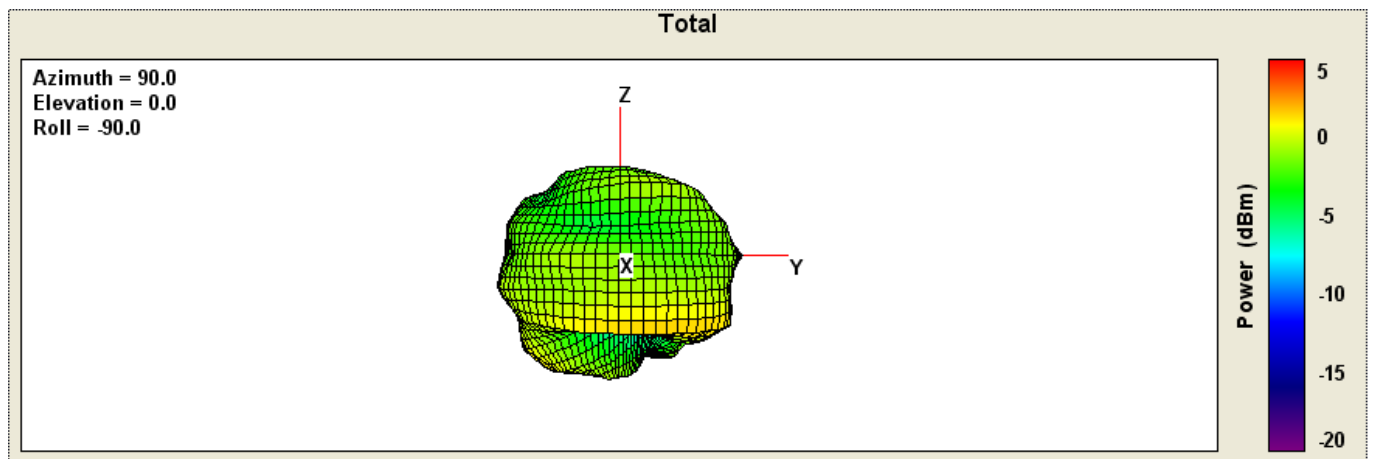 Total
Azimuth = 90.0
Elevation = 0.0
Roll = -90.0
Z
X
Y
5
0
-5
-10
-15
-20
Power (dBm)